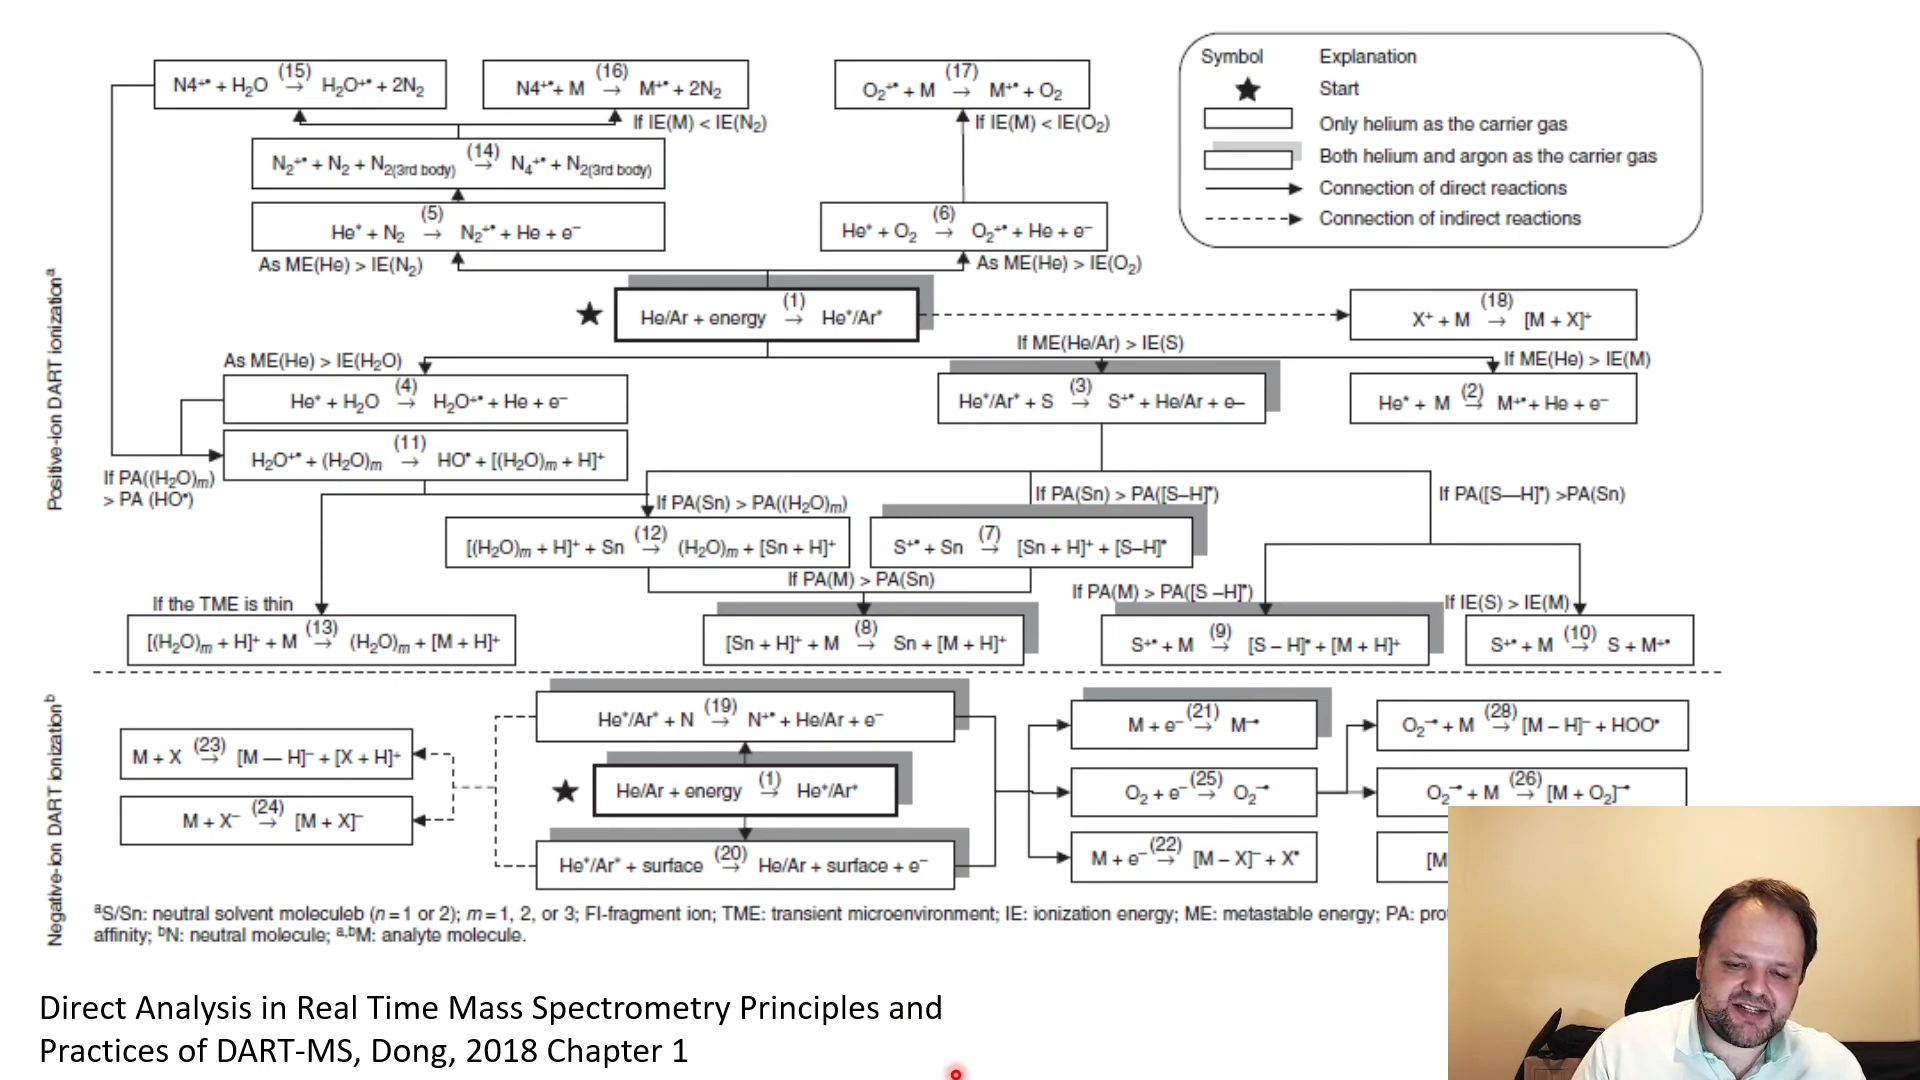 N4⁺• + H₂O (15) → H₂O⁺• + 2N₂
N4⁺• + M (16) → M⁺• + 2N₂
O₂⁺• + M (17) → M⁺• + O₂
If IE(M) < IE(N₂)
If IE(M) < IE(O₂)
N₂⁺• + N₂ + N₂(3rd body) (14) → N₄⁺• + N₂(3rd body)
He* + N₂ (5) → N₂⁺• + He + e⁻
He* + O₂ (6) → O₂⁺• + He + e⁻
As ME(He) > IE(N₂)
As ME(He) > IE(O₂)
Symbol Explanation
★ Start
Only helium as the carrier gas
Both helium and argon as the carrier gas
Connection of direct reactions
Connection of indirect reactions
Positive-ion DART ionizationᵃ
★ He/Ar + energy (1) → He*/Ar*
X⁺ + M (18) → [M + X]⁺
As ME(He) > IE(H₂O)
If ME(He/Ar) > IE(S)
If ME(He) > IE(M)
He* + H₂O (4) → H₂O⁺• + He + e⁻
He*/Ar* + S (3) → S⁺• + He/Ar + e–
He* + M (2) → M⁺• + He + e⁻
H₂O⁺• + (H₂O)m (11) → HO• + [(H₂O)m + H]⁺
If PA((H₂O)m)
> PA (HO•)
If PA(Sn) > PA((H₂O)m)
If PA(Sn) > PA([S–H]•)
If PA([S—H]•) >PA(Sn)
[(H₂O)m + H]⁺ + Sn (12) → (H₂O)m + [Sn + H]⁺
S⁺• + Sn (7) → [Sn + H]⁺ + [S–H]•
If PA(M) > PA(Sn)
If PA(M) > PA([S –H]•)
If the TME is thin
If IE(S) > IE(M)
[(H₂O)m + H]⁺ + M (13) → (H₂O)m + [M + H]⁺
[Sn + H]⁺ + M (8) → Sn + [M + H]⁺
S⁺• + M (9) → [S – H]• + [M + H]⁺
S⁺• + M (10) → S + M⁺•
Negative-ion DART ionizationᵇ
He*/Ar* + N (19) → N⁺• + He/Ar + e⁻
M + e⁻ (21) → M⁻•
O₂⁻• + M (28) → [M – H]⁻ + HOO•
M + X (23) → [M — H]⁻ + [X + H]⁺
★ He/Ar + energy (1) → He*/Ar*
O₂ + e⁻ (25) → O₂⁻•
O₂⁻• + M (26) → [M + O₂]⁻•
M + X⁻ (24) → [M + X]⁻
He*/Ar* + surface (20) → He/Ar + surface + e⁻
M + e⁻ (22) → [M – X]⁻ + X•
[M
ᵃS/Sn: neutral solvent moleculeb (n = 1 or 2); m = 1, 2, or 3; FI-fragment ion; TME: transient microenvironment; IE: ionization energy; ME: metastable energy; PA:
affinity; ᵇN: neutral molecule; ᵃ,ᵇM: analyte molecule.
Direct Analysis in Real Time Mass Spectrometry Principles and
Practices of DART-MS, Dong, 2018 Chapter 1